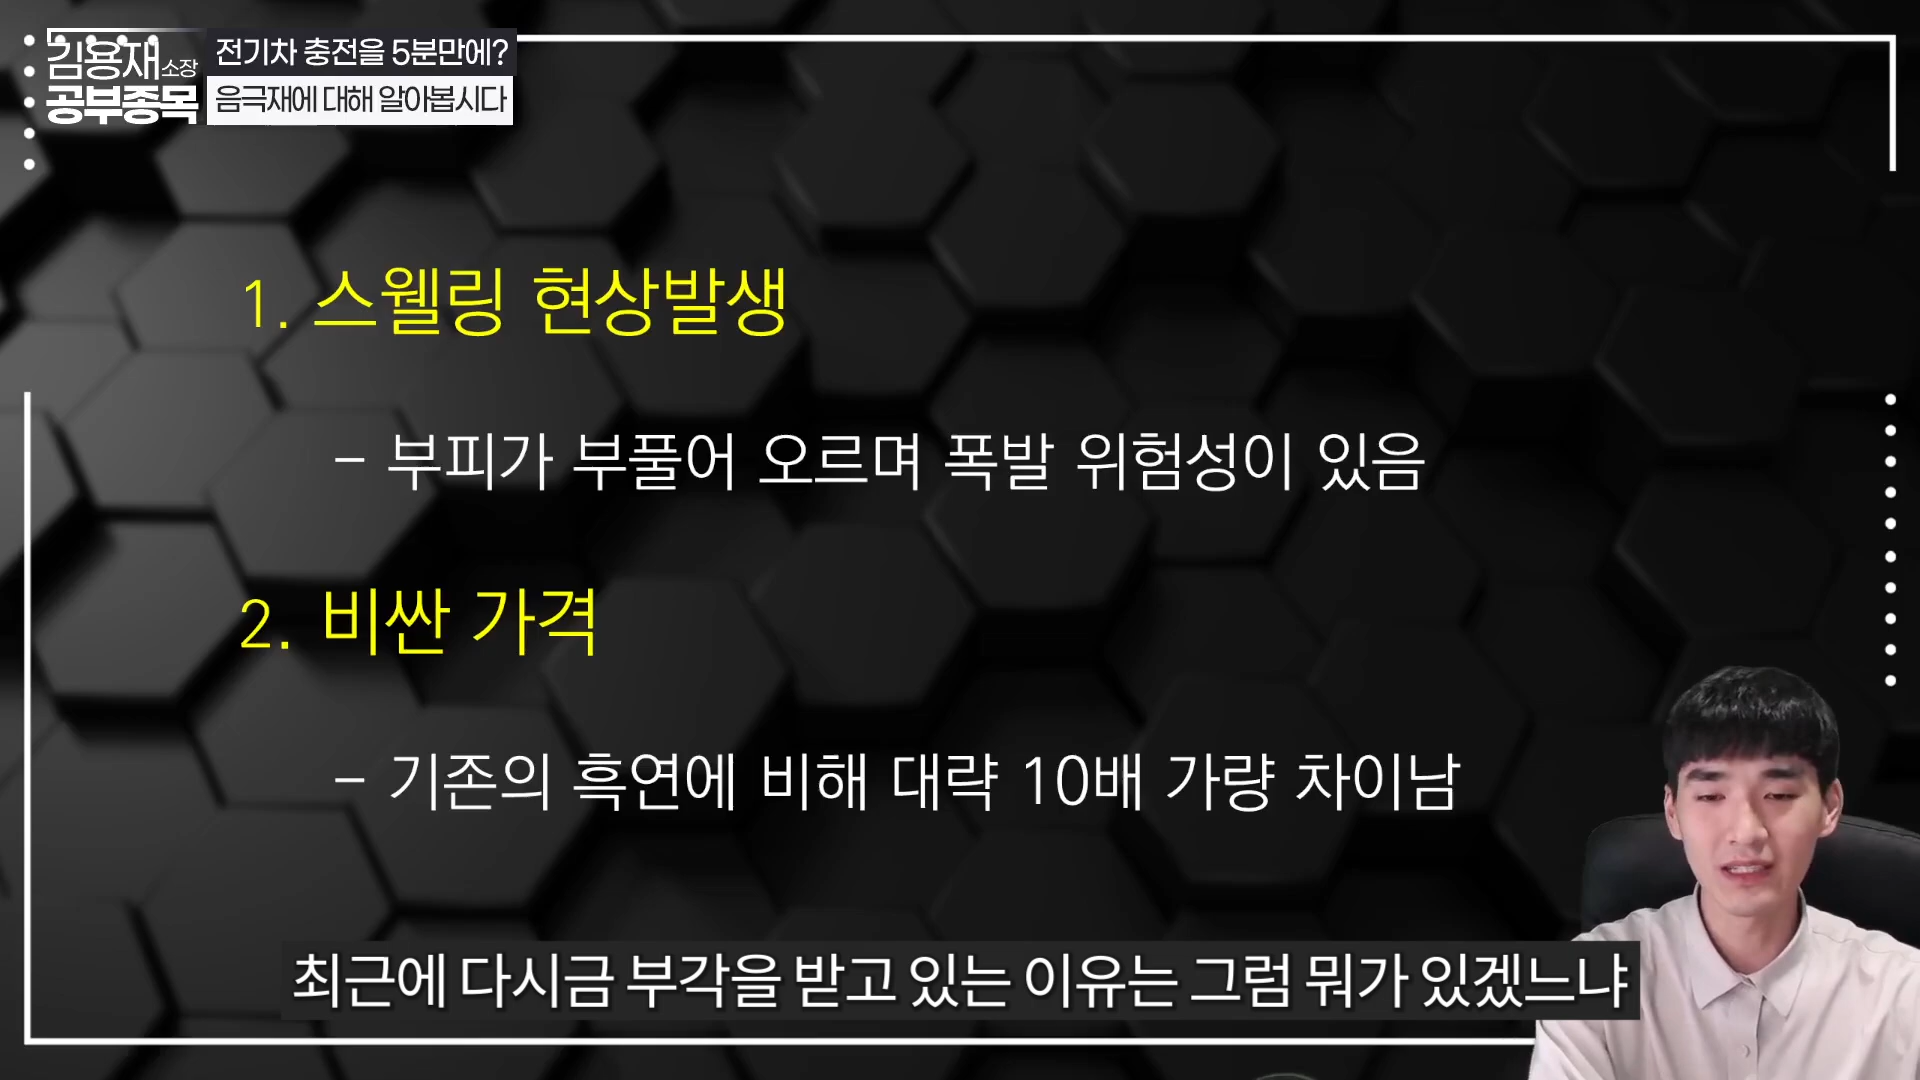 김용재 소장
공부종목
전기차 충전을 5분만에?
음극재에 대해 알아봅시다
1. 스웰링 현상발생
- 부피가 부풀어 오르며 폭발 위험성이 있음
2. 비싼 가격
- 기존의 흑연에 비해 대략 10배 가량 차이남
최근에 다시금 부각을 받고 있는 이유는 그럼 뭐가 있겠느냐